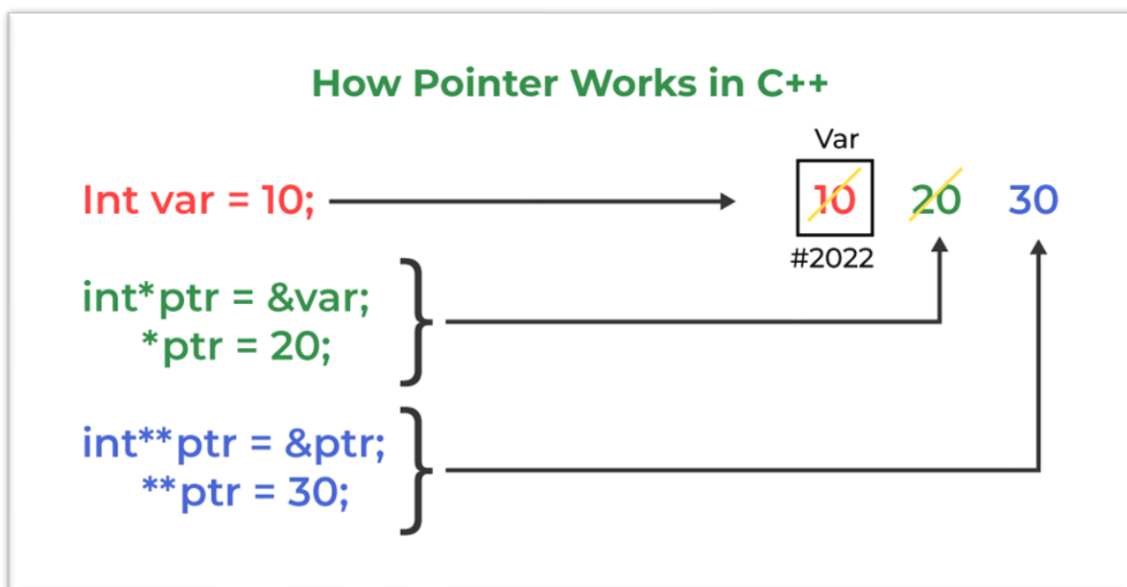 How Pointer Works in C++
Var
Int var = 10;
10 20 30
#2022
int*ptr = &var;
*ptr = 20;
int**ptr = &ptr;
**ptr = 30;